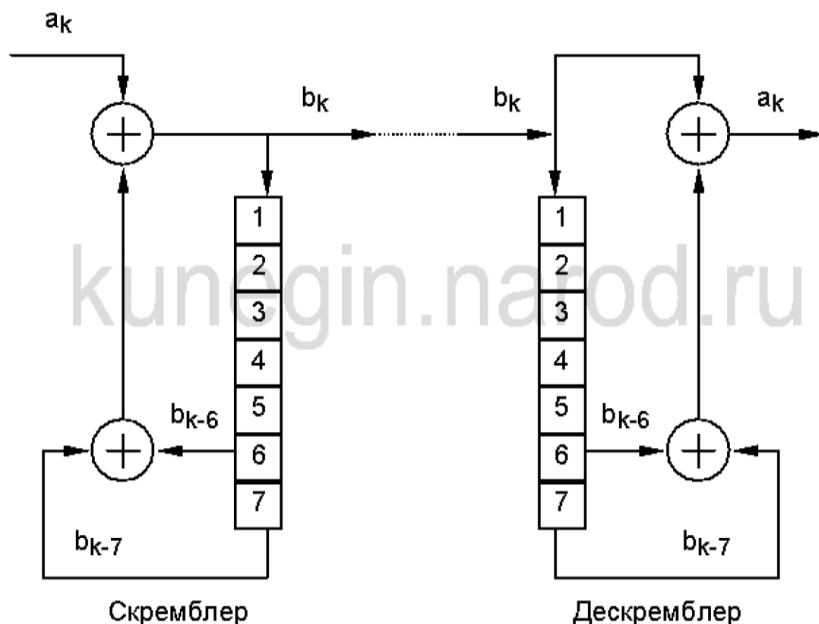 a_k
b_k b_k a_k
1 1
2 2
kunegin.narod.ru
3 3
4 4
5 5
b_k-6 b_k-6
6 6
7 7
b_k-7 b_k-7
Скремблер Дескремблер